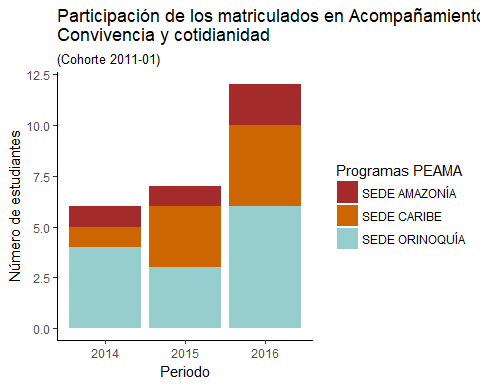 Participación de los matriculados en Acompañamiento
Convivencia y cotidianidad
(Cohorte 2011-01)
Número de estudiantes
12.5
10.0
7.5
5.0
2.5
0.0
2014
2015
2016
Periodo
Programas PEAMA
SEDE AMAZONÍA
SEDE CARIBE
SEDE ORINOQUÍA